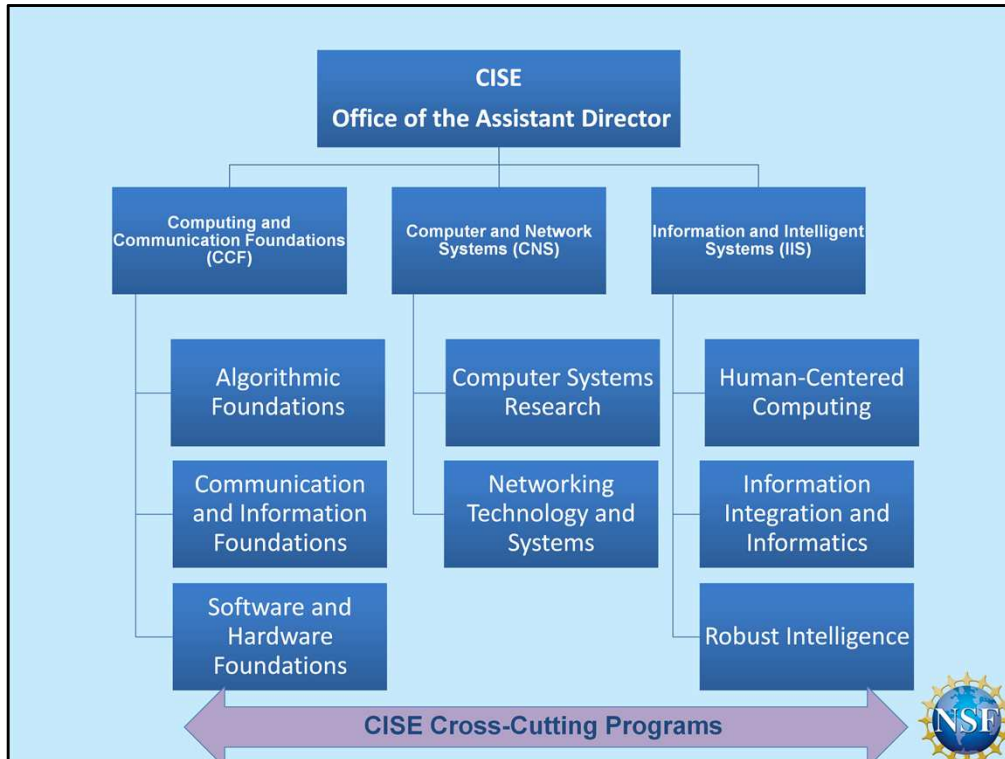 CISE
Office of the Assistant Director
Computing and
Communication Foundations
(CCF)
Computer and Network
Systems (CNS)
Information and Intelligent
Systems (IIS)
Algorithmic
Foundations
Communication
and Information
Foundations
Software and
Hardware
Foundations
Computer Systems
Research
Networking
Technology and
Systems
Human-Centered
Computing
Information
Integration and
Informatics
Robust Intelligence
CISE Cross-Cutting Programs
NSF